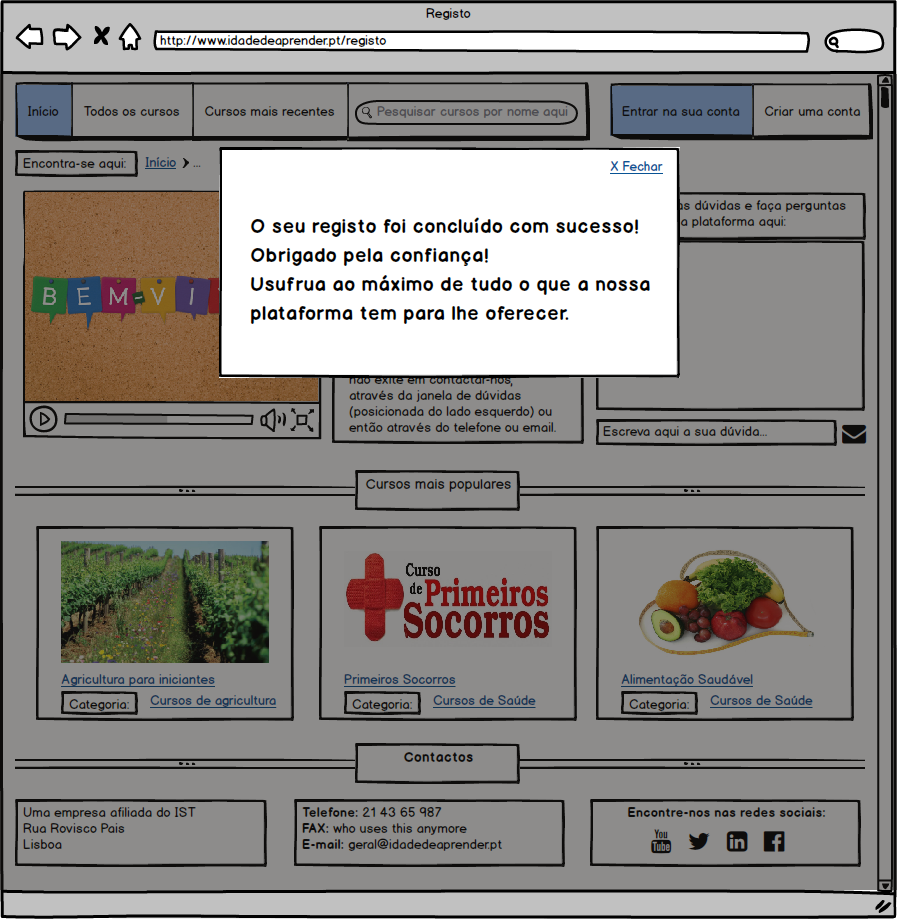 Registo
http://www.idadedeaprender.pt/registo
Início
Todos os cursos
Cursos mais recentes
Pesquisar cursos por nome aqui
Entrar na sua conta
Criar uma conta
Encontra-se aqui:
Início > ...
X Fechar
O seu registo foi concluído com sucesso!
Obrigado pela confiança!
Usufrua ao máximo de tudo o que a nossa
plataforma tem para lhe oferecer.
BEM-VI
as dúvidas e faça perguntas
a plataforma aqui:
não exite em contactar-nos,
através da janela de dúvidas
(posicionada do lado esquerdo) ou
então através do telefone ou email.
Escreva aqui a sua dúvida...
Cursos mais populares
Curso
de Primeiros
Socorros
Agricultura para iniciantes
Categoria:
Cursos de agricultura
Primeiros Socorros
Categoria:
Cursos de Saúde
Alimentação Saudável
Categoria:
Cursos de Saúde
Contactos
Uma empresa afiliada do IST
Rua Rovisco Pais
Lisboa
Telefone: 21 43 65 987
FAX: who uses this anymore
E-mail: geral@idadedeaprender.pt
Encontre-nos nas redes sociais:
You
Tube
in
f